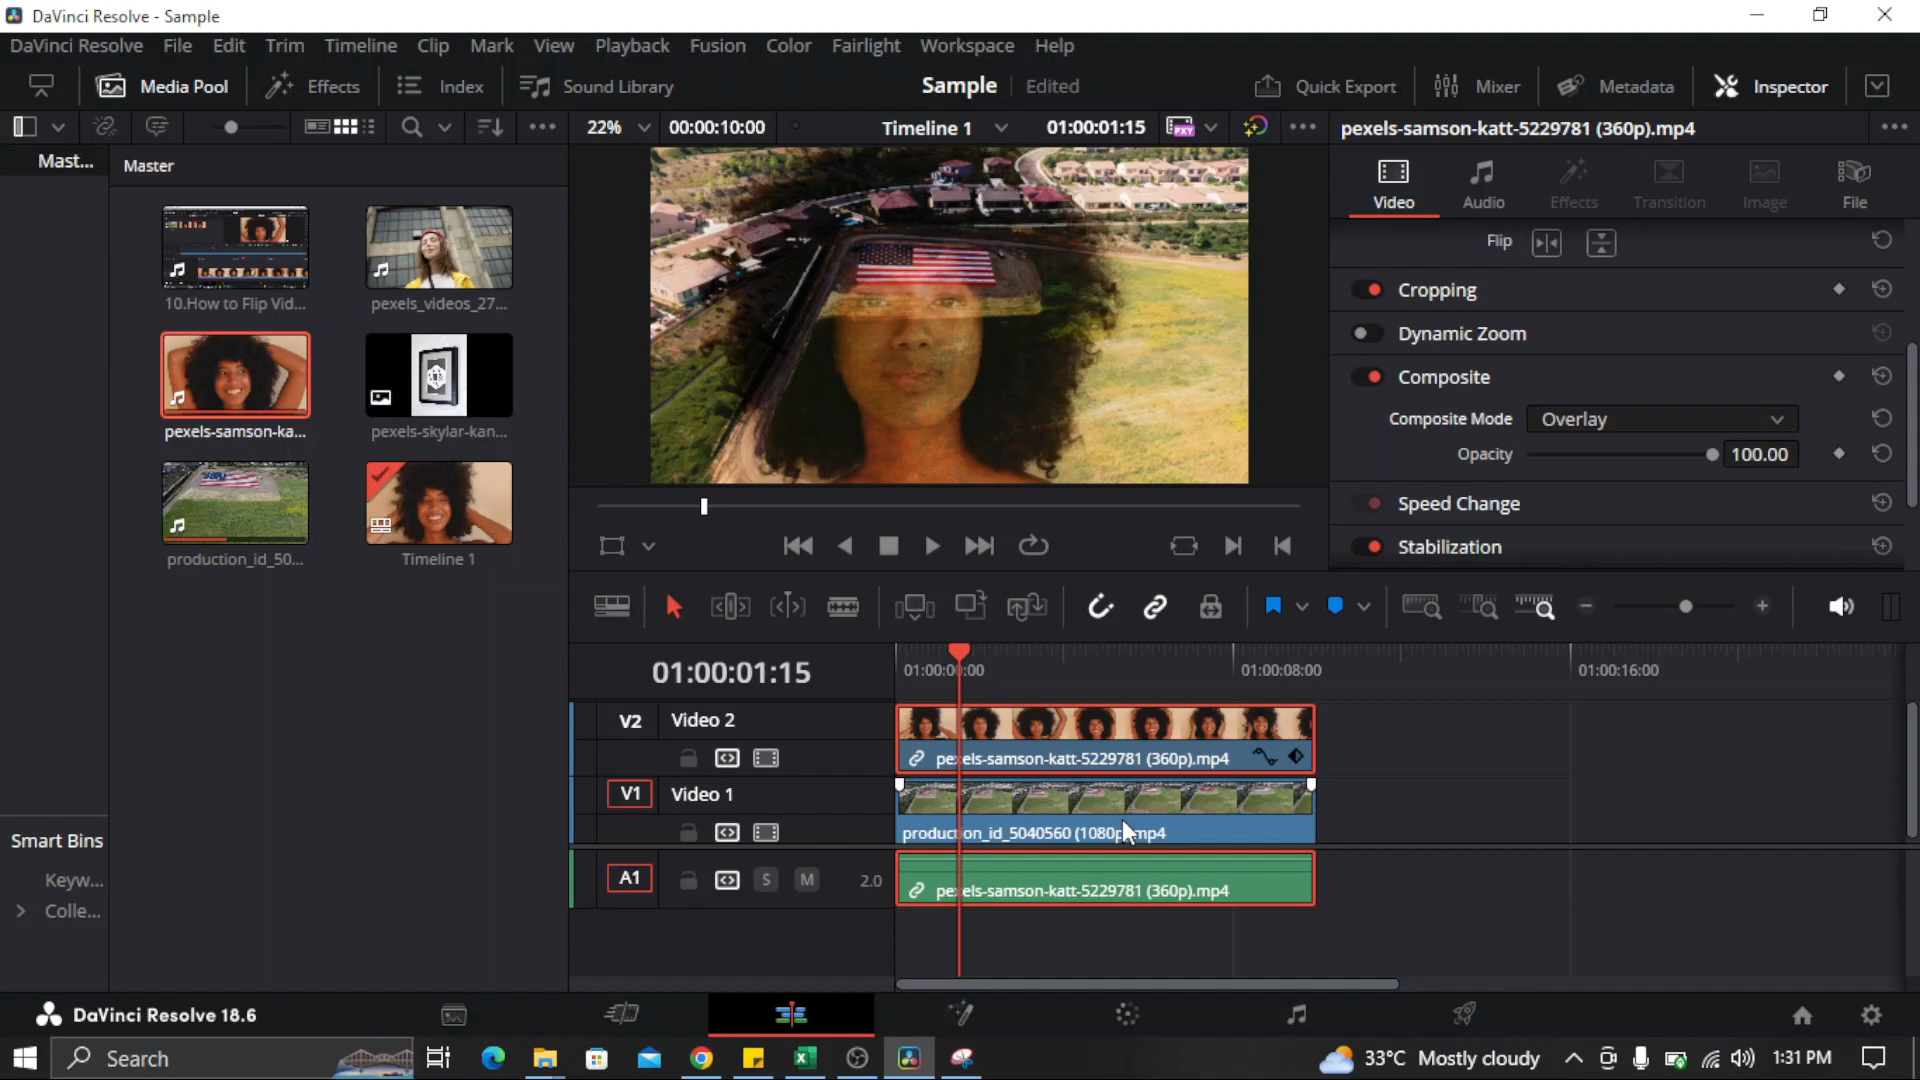 DaVinci Resolve - Sample
DaVinci Resolve File Edit Trim Timeline Clip Mark View Playback Fusion Color Fairlight Workspace Help
Media Pool Effects Index Sound Library Sample Edited Quick Export Mixer Metadata Inspector
22% 00:00:10:00 Timeline 1 01:00:01:15 PXY pexels-samson-katt-5229781 (360p).mp4
Mast... Master
Video Audio Effects Transition Image File
Flip
10.How to Flip Vid... pexels_videos_27...
Cropping
Dynamic Zoom
Composite
Composite Mode Overlay
pexels-samson-ka... pexels-skylar-kan...
Opacity 100.00
Speed Change
production_id_50... Timeline 1
Stabilization
01:00:01:15 01:00:00:00 01:00:08:00 01:00:16:00
V2 Video 2
pexels-samson-katt-5229781 (360p).mp4
V1 Video 1
production_id_5040560 (1080p).mp4
Smart Bins
Keyw...
A1 S M 2.0 pexels-samson-katt-5229781 (360p).mp4
Colle...
DaVinci Resolve 18.6
Search 33°C Mostly cloudy 1:31 PM